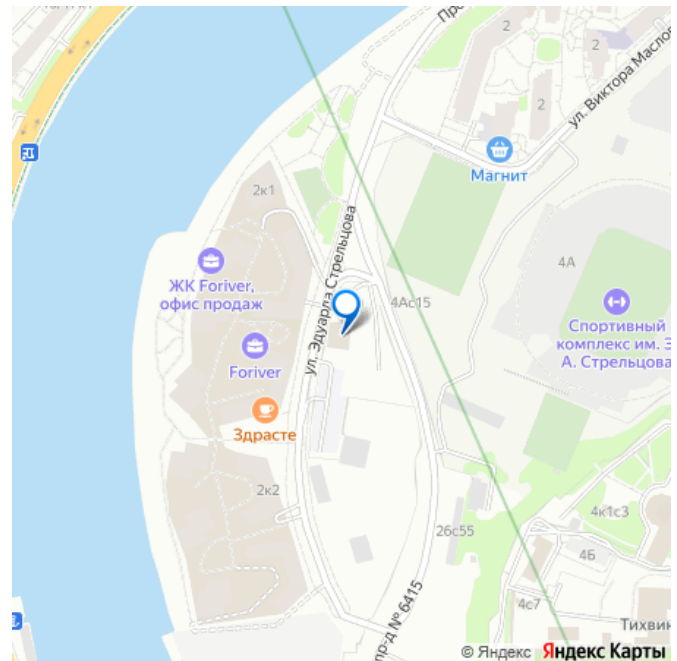 2
2
2
ул. Виктора Маслов
Магнит
2к1
ул. Эдуарда Стрельцова
ЖК Foriver,
офис продаж
4А
4Ас15
Спортивный
комплекс им. Э
А. Стрельцова
Foriver
Здрасте
2к2
26с55
4к1с3
4Б
4с7
пр-д № 6415
Тихвин
© Яндекс Яндекс Карты